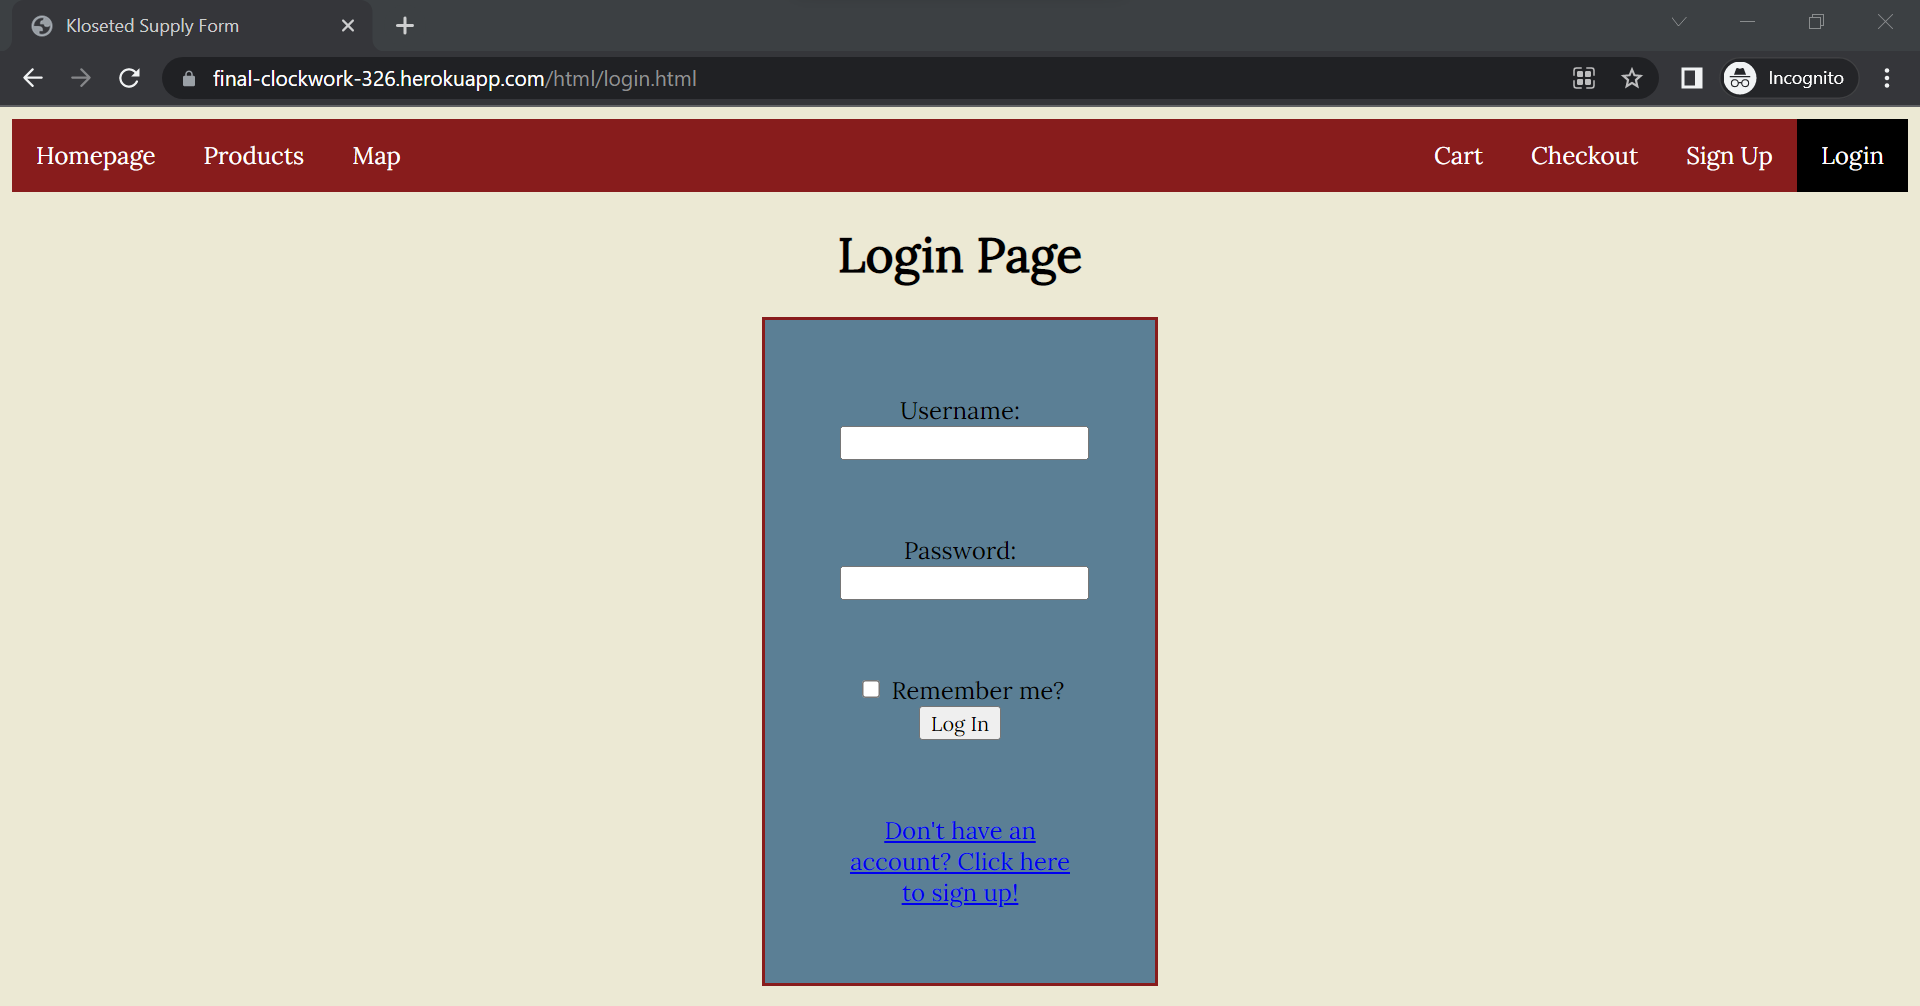 Kloseted Supply Form
final-clockwork-326.herokuapp.com/html/login.html
Incognito
Homepage Products Map Cart Checkout Sign Up Login
Login Page
Username:
Password:
Remember me?
Log In
Don't have an
account? Click here
to sign up!